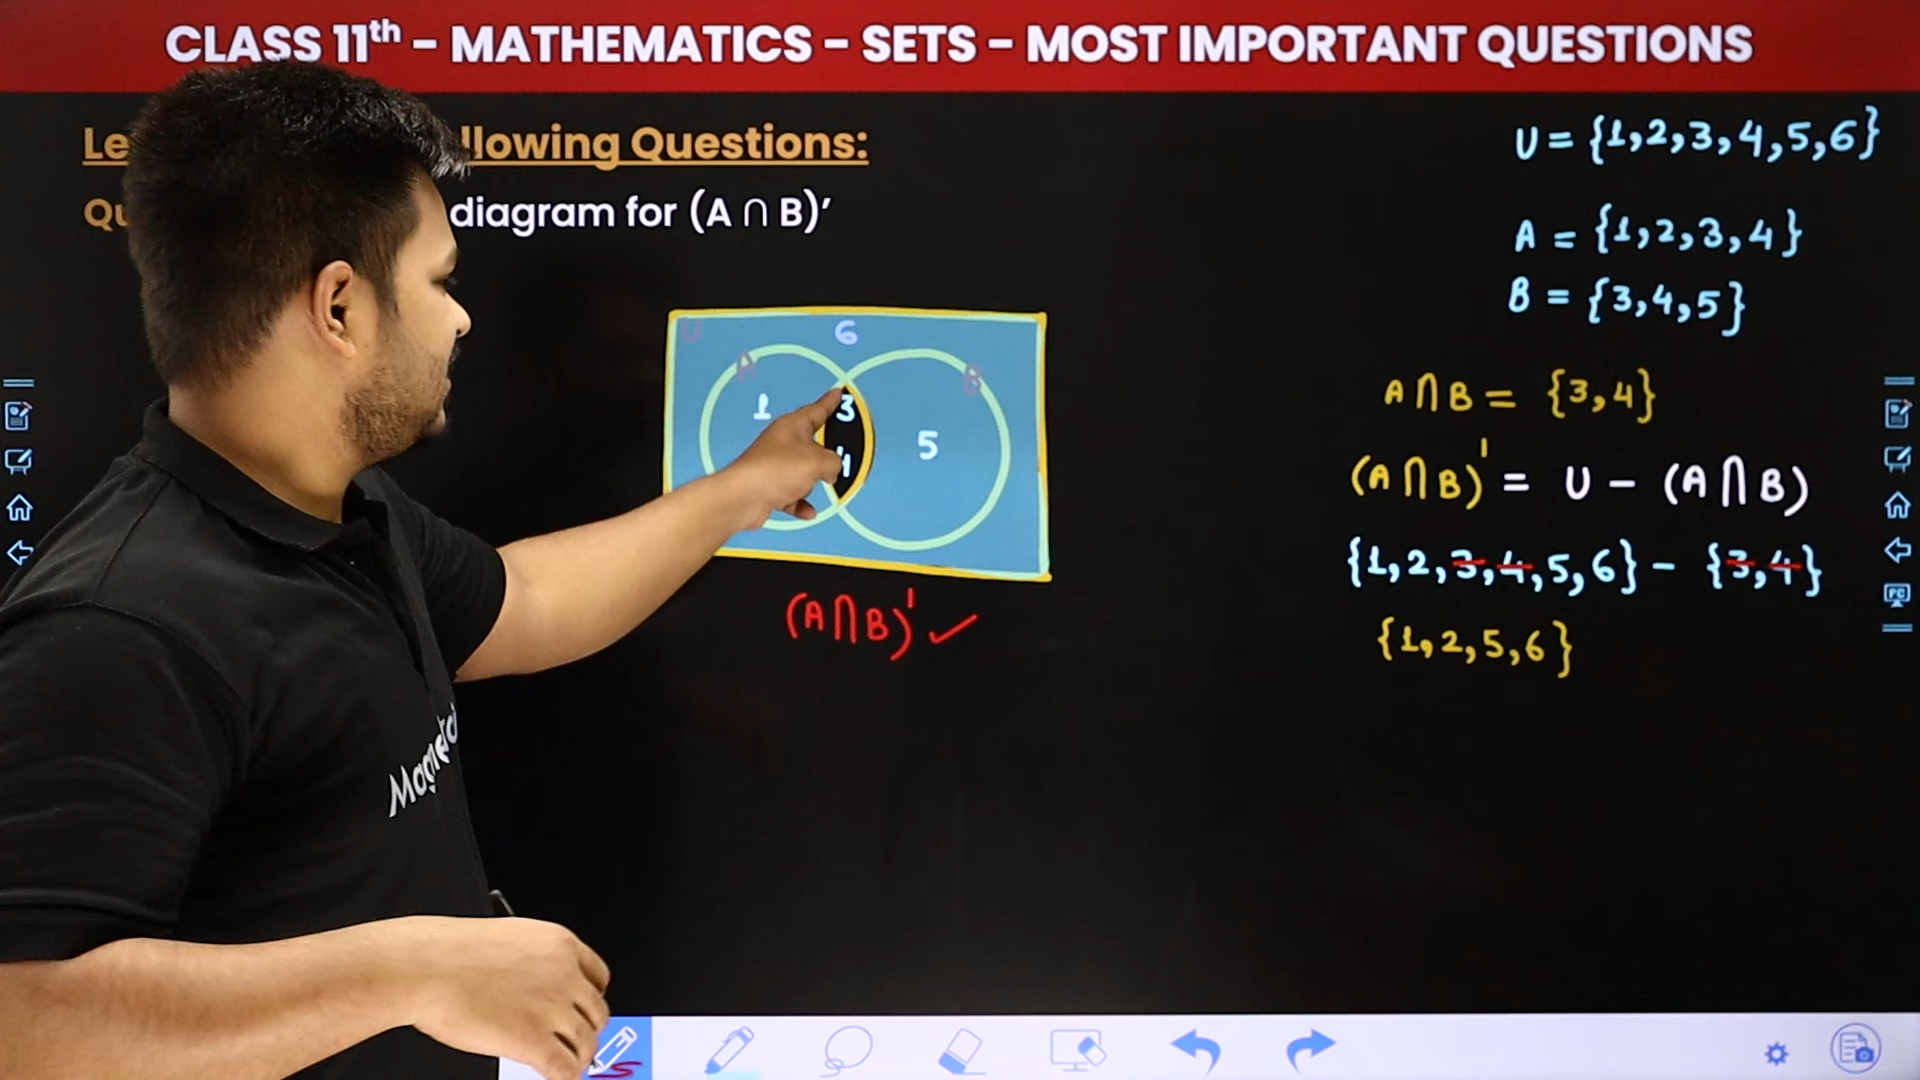 CLASS 11th - MATHEMATICS - SETS - MOST IMPORTANT QUESTIONS
llowing Questions:
diagram for (A ∩ B)’
U = {1,2,3,4,5,6}
A = {1,2,3,4}
B = {3,4,5}
A∩B = {3,4}
(A∩B)' = U - (A∩B)
{1,2,3,4,5,6} - {3,4}
{1,2,5,6}
U
6
A
B
1
3
5
4
(A∩B)' ✓
PC